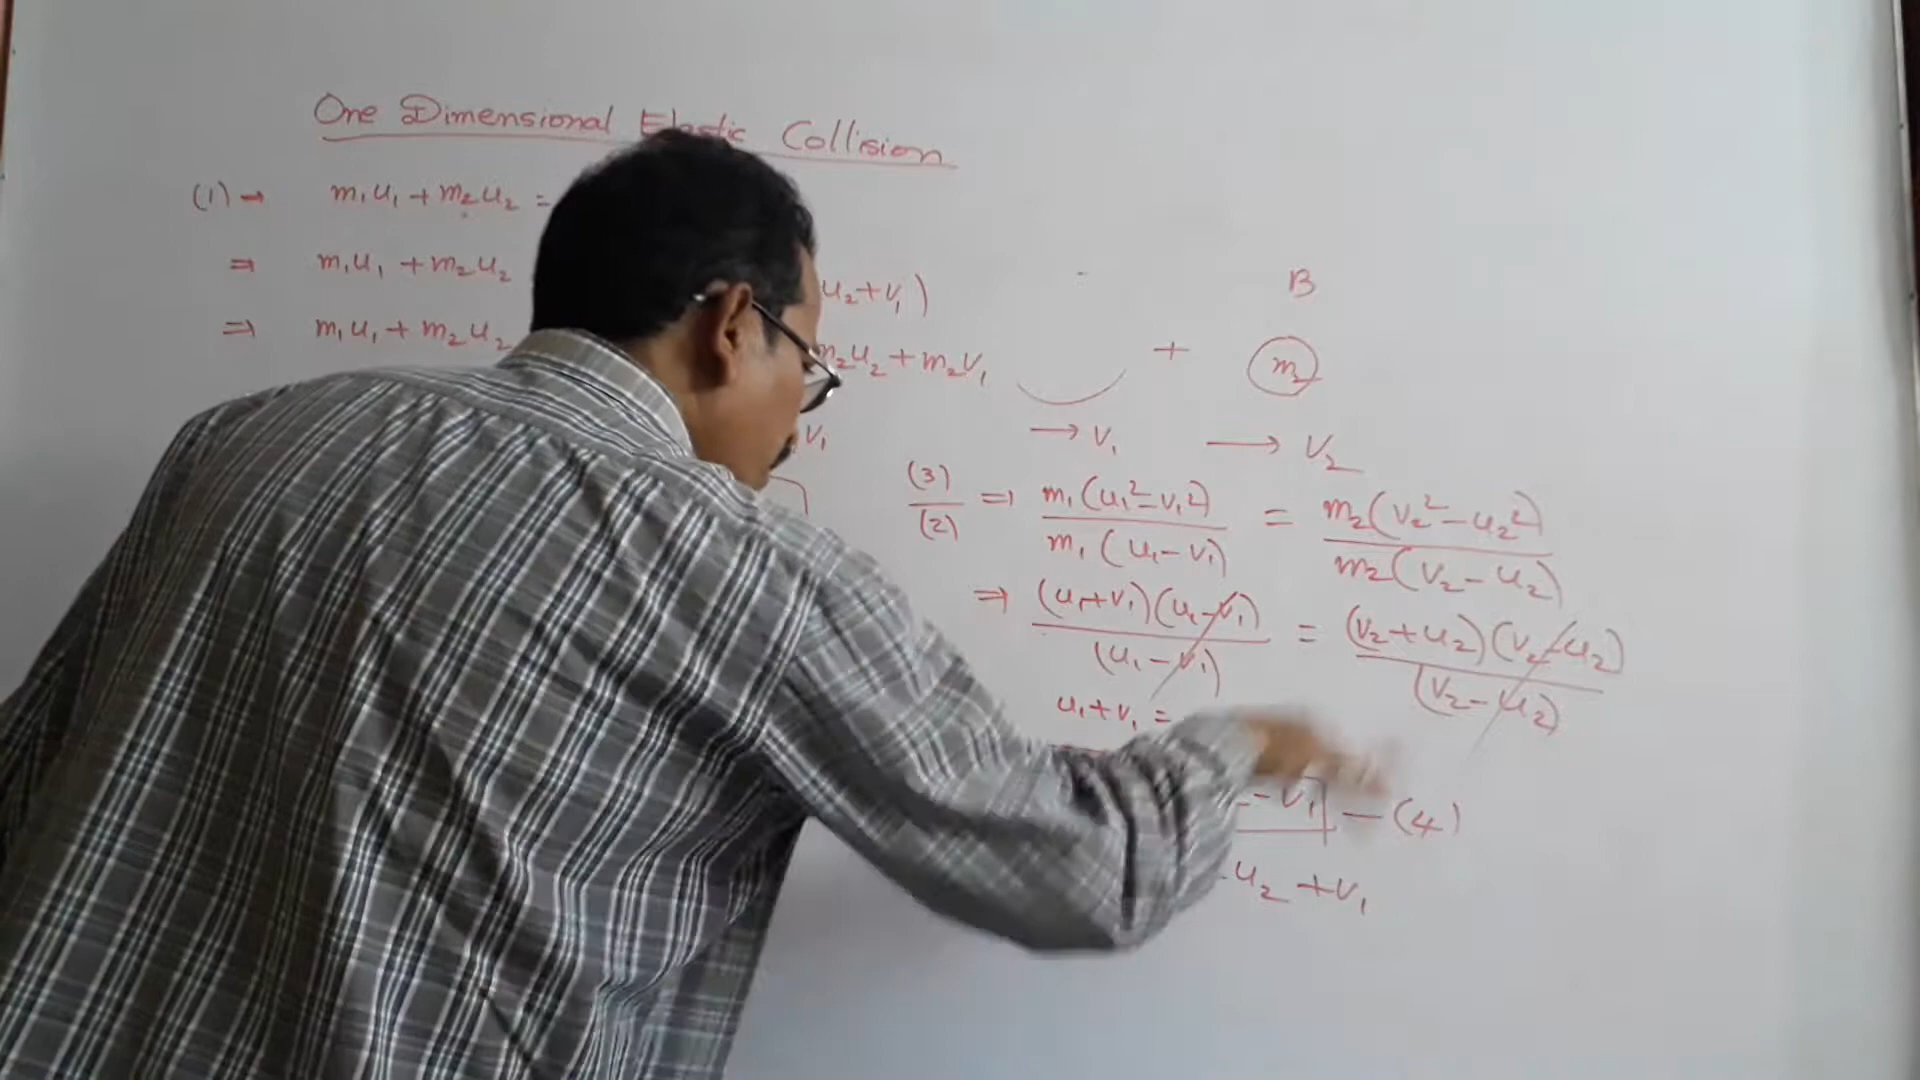 One Dimensional Elastic Collision
(1) → m₁u₁ + m₂u₂ =
⇒ m₁u₁ + m₂u₂ u₂+v₁)
⇒ m₁u₁ + m₂u₂ m₂u₂ + m₂v₁
v₁
B
+ m₂
→ v₁ → v₂
(3)/(2) ⇒ m₁(u₁²-v₁²)/m₁(u₁-v₁) = m₂(v₂²-u₂²)/m₂(v₂-u₂)
⇒ (u₁+v₁)(u₁-v₁)/(u₁-v₁) = (v₂+u₂)(v₂-u₂)/(v₂-u₂)
u₁+v₁ =
-v₁ — (4)
u₂ + v₁